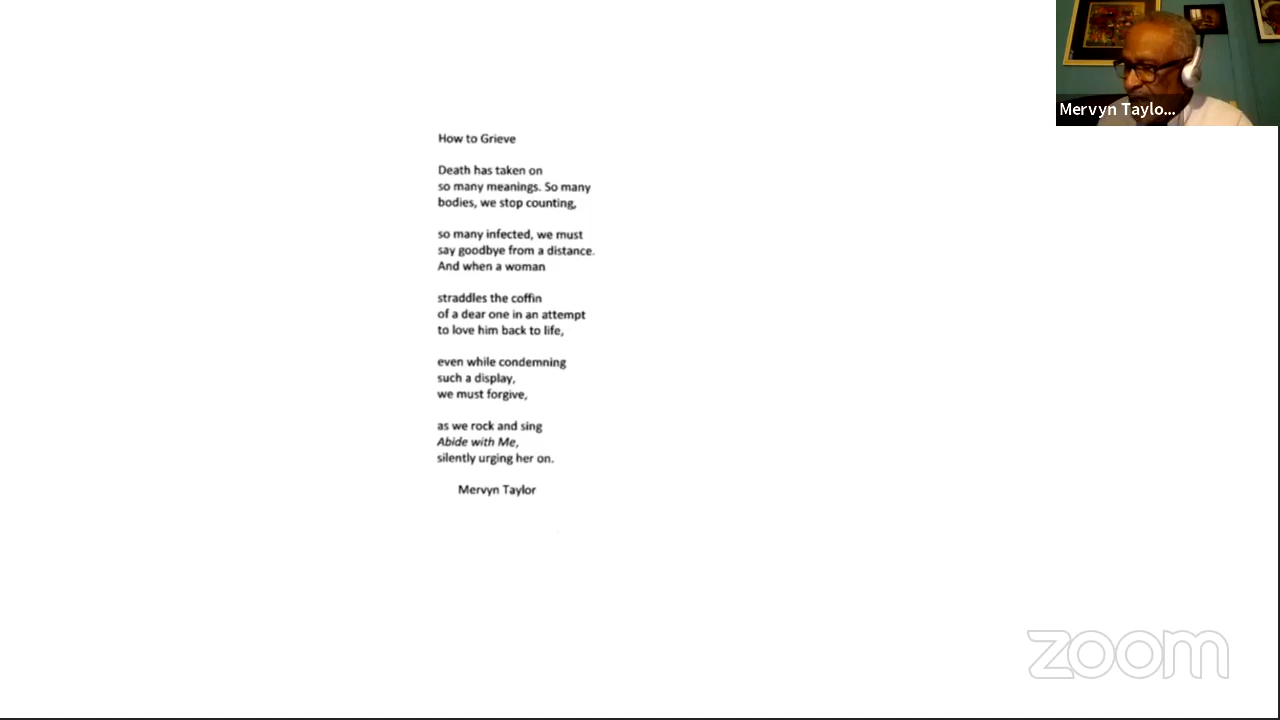 Mervyn Taylo...
How to Grieve
Death has taken on
so many meanings. So many
bodies, we stop counting,
so many infected, we must
say goodbye from a distance.
And when a woman
straddles the coffin
of a dear one in an attempt
to love him back to life,
even while condemning
such a display,
we must forgive,
as we rock and sing
Abide with Me,
silently urging her on.
Mervyn Taylor
zoom